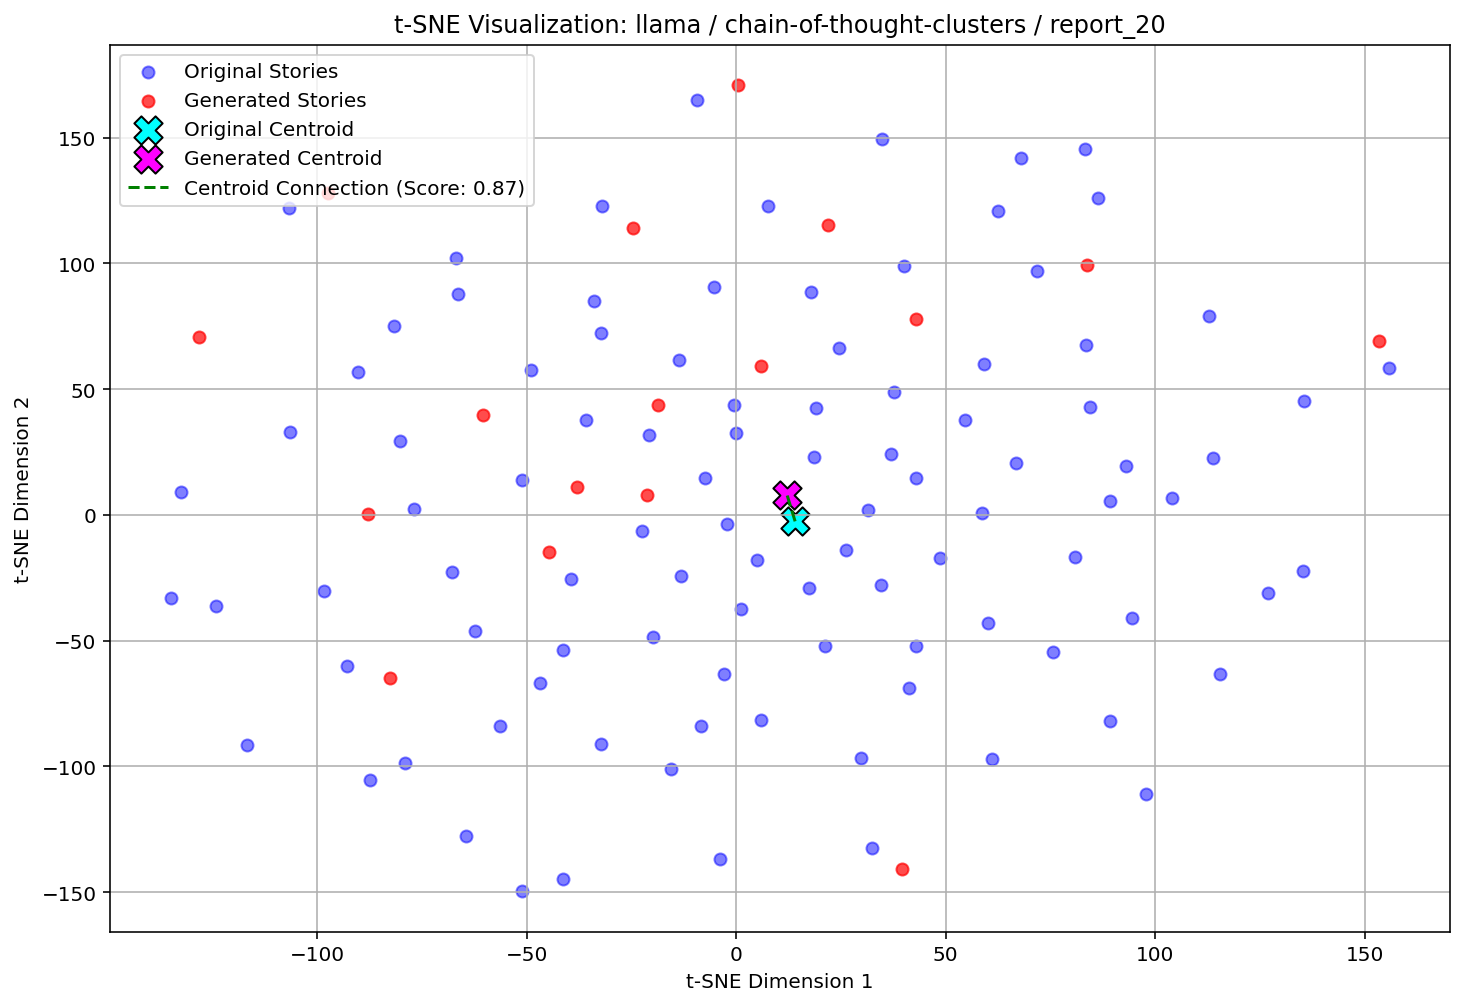 t-SNE Visualization: llama / chain-of-thought-clusters / report_20
Original Stories
Generated Stories
Original Centroid
Generated Centroid
Centroid Connection (Score: 0.87)
150
100
50
0
−50
−100
−150
t-SNE Dimension 2
−100
−50
0
50
100
150
t-SNE Dimension 1